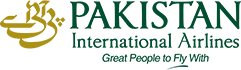 PAKISTAN
International Airlines
Great People to Fly With